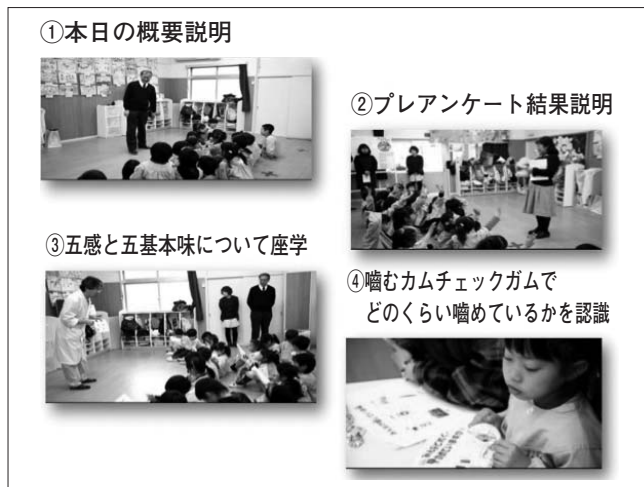 ①本日の概要説明
②プレアンケート結果説明
③五感と五基本味について座学
④嚙むカムチェックガムで
どのくらい嚙めているかを認識